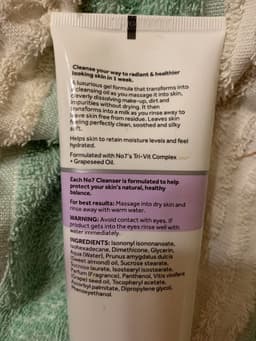 Cleanse your way to radiant & healthier
looking skin in 1 week.
A luxurious gel formula that transforms into
a cleansing oil as you massage it into skin,
cleverly dissolving make-up, dirt and
impurities without drying. It then
transforms into a milk as you rinse away to
leave skin free from residue. Leaves skin
feeling perfectly clean, soothed and silky
soft.
Helps skin to retain moisture levels and feel
hydrated.
Formulated with No7's Tri-Vit Complex
+ Grapeseed Oil.
Each No7 Cleanser is formulated to help
protect your skin's natural, healthy
balance.
For best results: Massage into dry skin and
rinse away with warm water.
WARNING: Avoid contact with eyes. If
product gets into the eyes rinse well with
water immediately.
INGREDIENTS: Isononyl isononanoate,
Isohexadecane, Dimethicone, Glycerin,
Aqua (Water), Prunus amygdalus dulcis
(Sweet almond) oil, Sucrose stearate,
Sucrose laurate, Isostearyl isostearate,
Parfum (Fragrance), Panthenol, Vitis vinifera
(Grape) seed oil, Tocopheryl acetate,
Ascorbyl palmitate, Dipropylene glycol,
Phenoxyethanol.